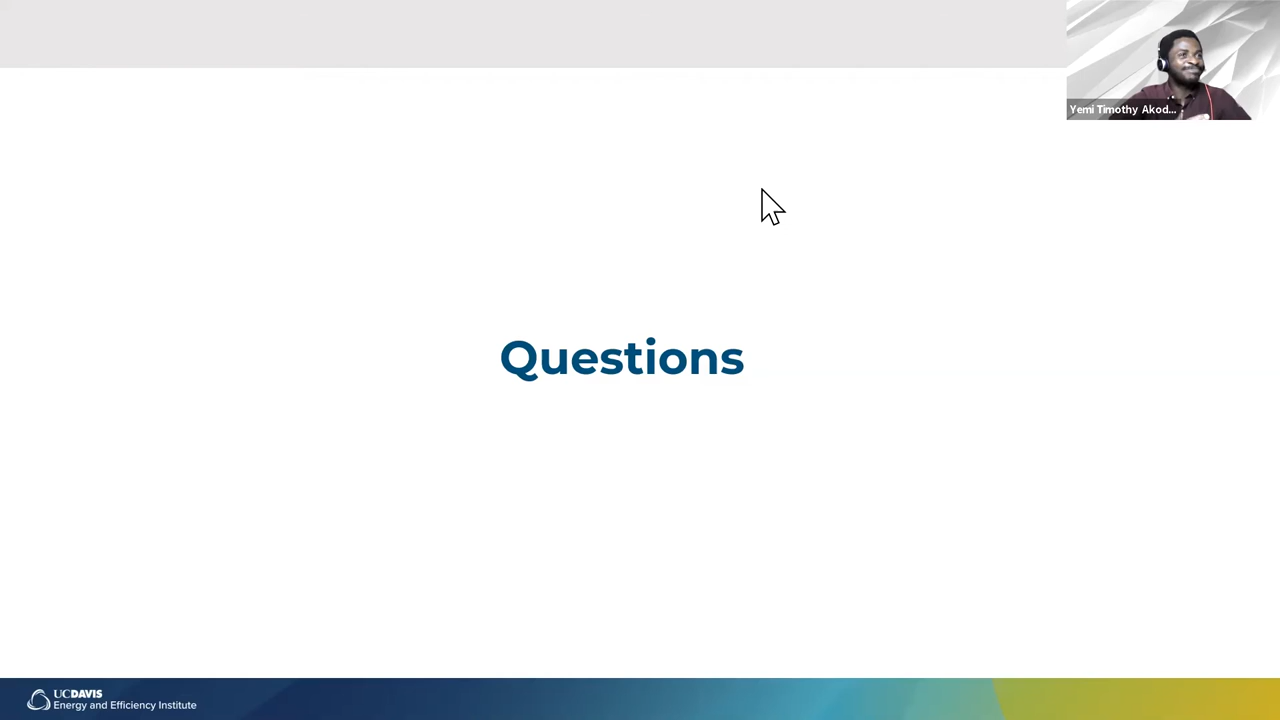 Yemi Timothy Akod...
Questions
UCDAVIS
Energy and Efficiency Institute